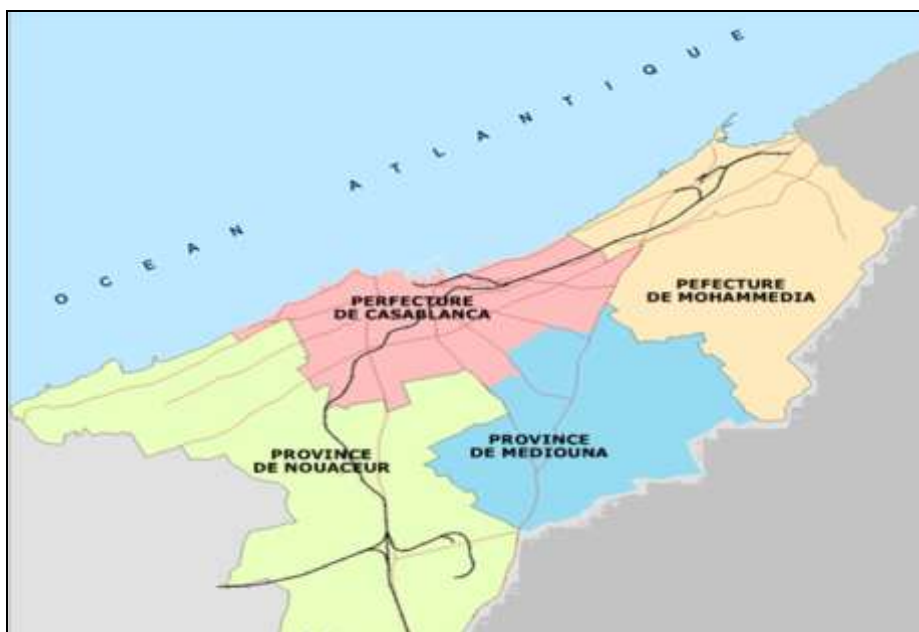 OCEAN ATLANTIQUE
PERFECTURE
DE CASABLANCA
PEFECTURE
DE MOHAMMEDIA
PROVINCE
DE NOUACEUR
PROVINCE
DE MEDIOUNA